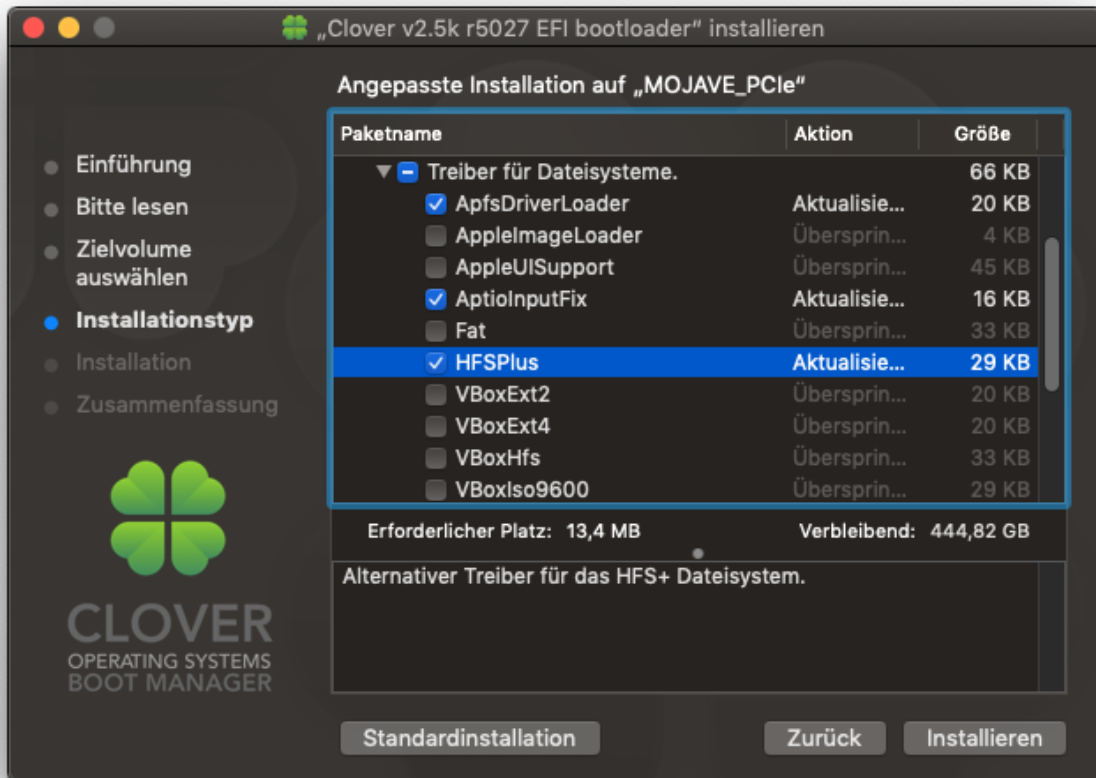 „Clover v2.5k r5027 EFI bootloader“ installieren
Angepasste Installation auf „MOJAVE_PCIe“
Einführung
Bitte lesen
Zielvolume
auswählen
Installationstyp
Installation
Zusammenfassung
CLOVER
OPERATING SYSTEMS
BOOT MANAGER
Paketname Aktion Größe
Treiber für Dateisysteme. 66 KB
ApfsDriverLoader Aktualisie... 20 KB
AppleImageLoader Übersprin... 4 KB
AppleUISupport Übersprin... 45 KB
AptioInputFix Aktualisie... 16 KB
Fat Übersprin... 33 KB
HFSPlus Aktualisie... 29 KB
VBoxExt2 Übersprin... 20 KB
VBoxExt4 Übersprin... 20 KB
VBoxHfs Übersprin... 33 KB
VBoxIso9600 Übersprin... 29 KB
Erforderlicher Platz: 13,4 MB Verbleibend: 444,82 GB
Alternativer Treiber für das HFS+ Dateisystem.
Standardinstallation Zurück Installieren